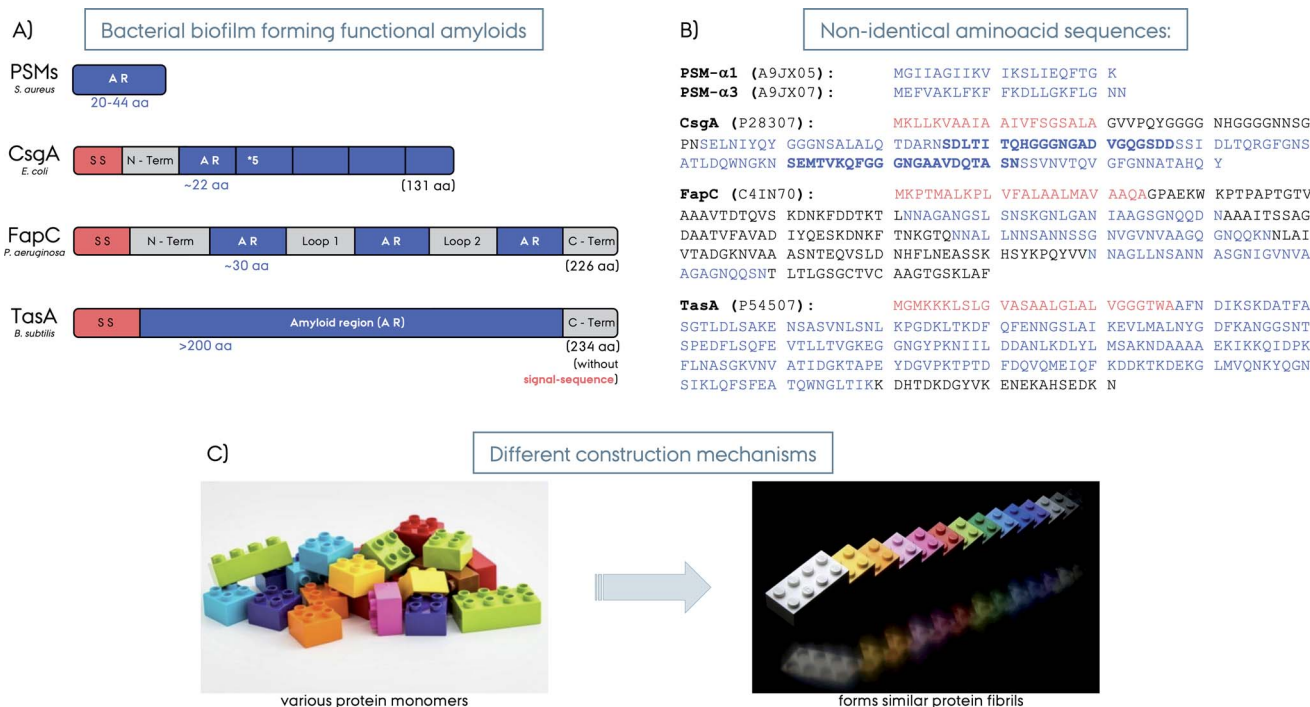 A)
Bacterial biofilm forming functional amyloids
PSMs
S. aureus
A R
20-44 aa
CsgA
E. coli
S S
N - Term
A R
*5
~22 aa
(131 aa)
FapC
P. aeruginosa
S S
N - Term
A R
Loop 1
A R
Loop 2
A R
C - Term
~30 aa
(226 aa)
TasA
B. subtilis
S S
Amyloid region (A R)
C - Term
>200 aa
(234 aa)
(without
signal-sequence)
B)
Non-identical aminoacid sequences:
PSM-α1 (A9JX05): MGIIAGIIKV IKSLIEQFTG K
PSM-α3 (A9JX07): MEFVAKLFKF FKDLLGKFLG NN
CsgA (P28307): MKLLKVAAIA AIVFSGSALA GVVPQYGGGG NHGGGGNNSG
PNSELNIYQY GGGNSALALQ TDARNSDLTI TQHGGGNGAD VGQGSDDSSI DLTQRGFGNS
ATLDQWNGKN SEMTVKQFGG GNGAAVDQTA SNSSVNVTQV GFGNNATAHQ Y
FapC (C4IN70): MKPTMALKPL VFALAALMAV AAQAGPAEKW KPTPAPTGTV
AAAVTDTQVS KDNKFDDTKT LNNAGANGSL SNSKGNLGAN IAAGSGNQQD NAAAITSSAG
DAATVFAVAD IYQESKDNKF TNKGTQNNAL LNNSANNSSG NVGVNVAAGQ GNQQKNNLAI
VTADGKNVAA ASNTEQVSLD NHFLNEASSK HSYKPQYVVN NAGLLNSANN ASGNIGVNVA
AGAGNQQSNT LTLGSGCTVC AAGTGSKLAF
TasA (P54507): MGMKKKLSLG VASAALGLAL VGGGTWAAFN DIKSKDATFA
SGTLDLSAKE NSASVNLSNL KPGDKLTKDF QFENNGSLAI KEVLMALNYG DFKANGGSNT
SPEDFLSQFE VTLLTVGKEG GNGYPKNIIL DDANLKDLYL MSAKNDAAAA EKIKKQIDPK
FLNASGKVNV ATIDGKTAPE YDGVPKTPTD FDQVQMEIQF KDDKTKDEKG LMVQNKYQGN
SIKLQFSFEA TQWNGLTIKK DHTDKDGYVK ENEKAHSEDK N
C)
Different construction mechanisms
various protein monomers
forms similar protein fibrils